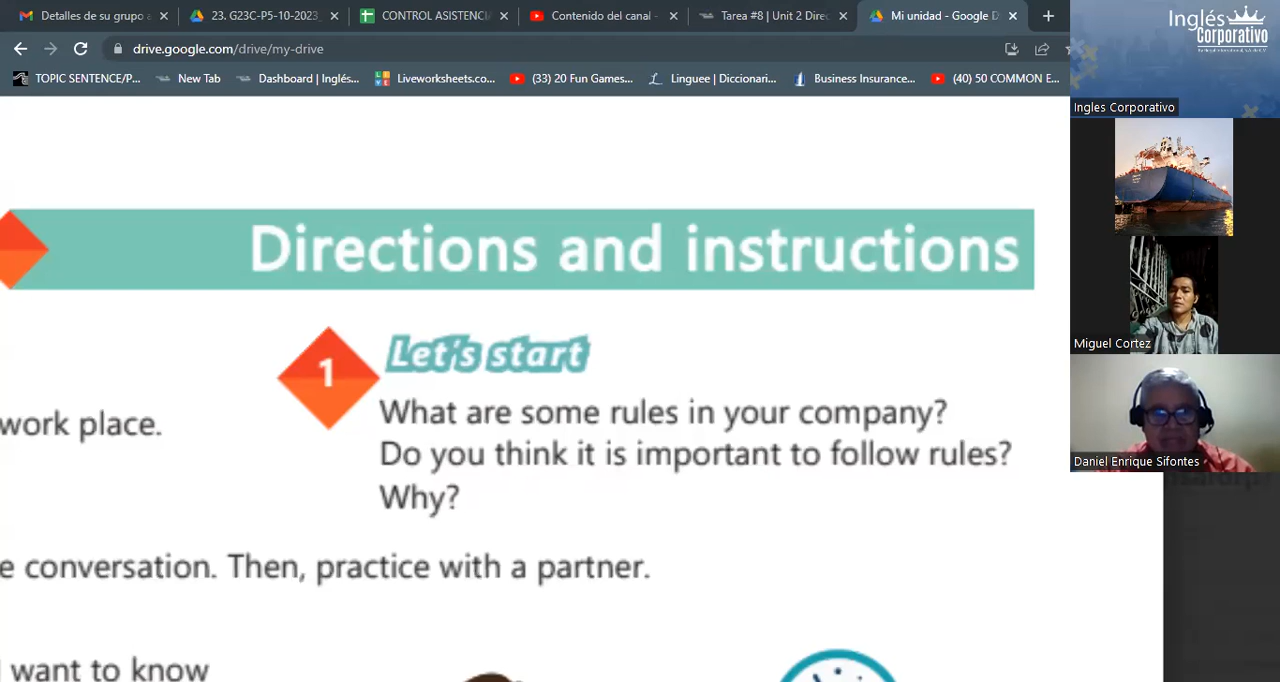 Detalles de su grupo a
23. G23C-P5-10-2023_
CONTROL ASISTENCIA
Contenido del canal -
Tarea #8 | Unit 2 Direc
Mi unidad - Google D
drive.google.com/drive/my-drive
TOPIC SENTENCE/P...
New Tab
Dashboard | Inglés...
Liveworksheets.co...
(33) 20 Fun Games...
Linguee | Diccionari...
Business Insurance...
(40) 50 COMMON E...
Inglés
Corporativo
Ingles Corporativo
Miguel Cortez
Daniel Enrique Sifontes
Directions and instructions
1
Let's start
What are some rules in your company?
work place.
Do you think it is important to follow rules?
Why?
e conversation. Then, practice with a partner.
I want to know